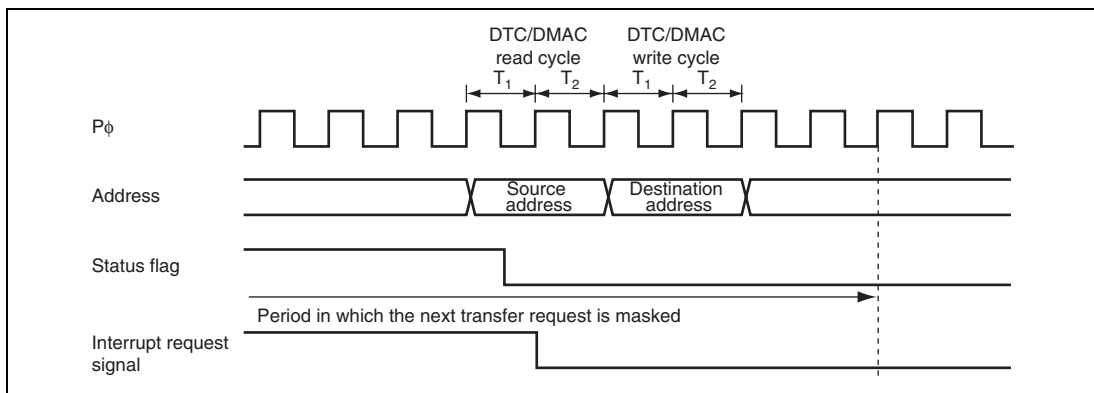 DTC/DMAC DTC/DMAC
read cycle write cycle
T1 T2 T1 T2
Pϕ
Address
Source Destination
address address
Status flag
Period in which the next transfer request is masked
Interrupt request
signal